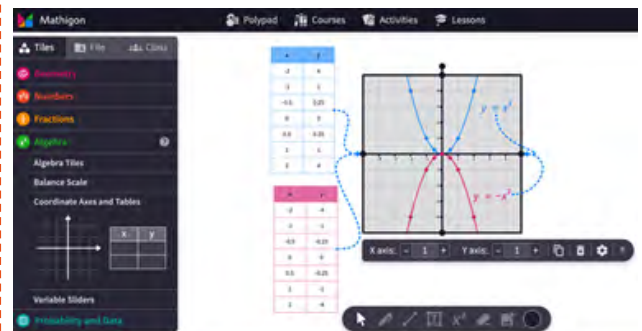 Mathigon
Polypad Courses Activities Lessons
Tiles File Class
Geometry
Numbers
Fractions
Algebra
Algebra Tiles
Balance Scale
Coordinate Axes and Tables
x y
Variable Sliders
Probability and Data
x y
-2 4
-1 1
-0.5 0.25
0 0
0.5 0.25
1 1
2 4
x y
-2 -4
-1 -1
-0.5 -0.25
0 0
0.5 -0.25
1 -1
2 -4
y = x²
y = -x²
X axis: - 1 + Y axis: - 1 +